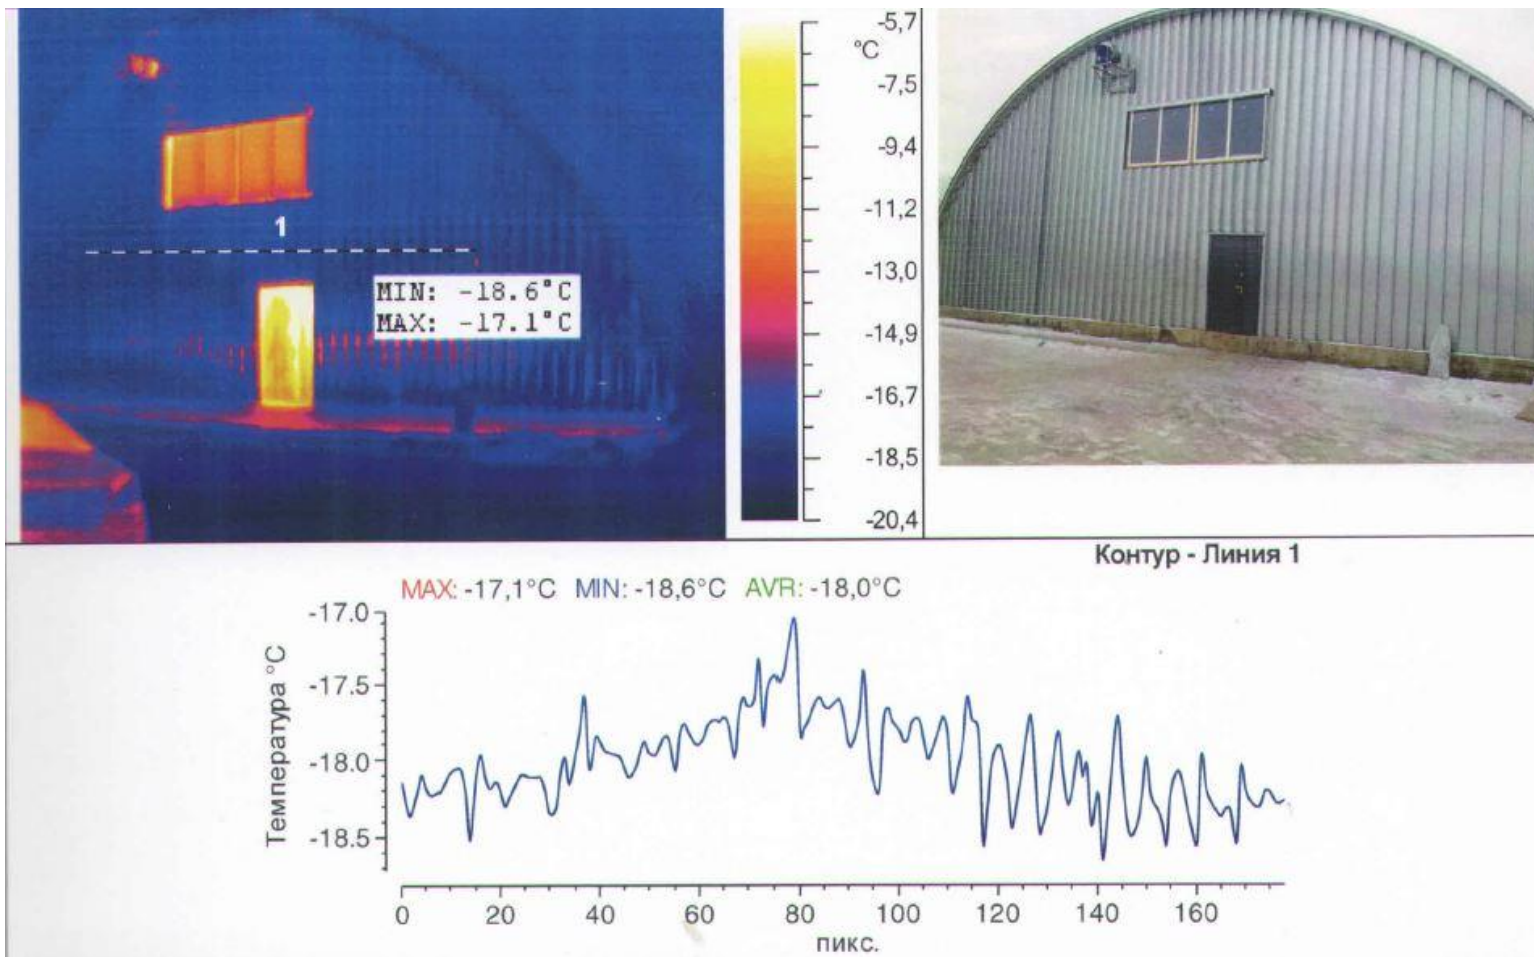 1
MIN: -18.6°C
MAX: -17.1°C
-5,7
°C
-7,5
-9,4
-11,2
-13,0
-14,9
-16,7
-18,5
-20,4
Контур - Линия 1
MAX: -17,1°C MIN: -18,6°C AVR: -18,0°C
Температура °C
-17.0
-17.5
-18.0
-18.5
0 20 40 60 80 100 120 140 160
пикс.